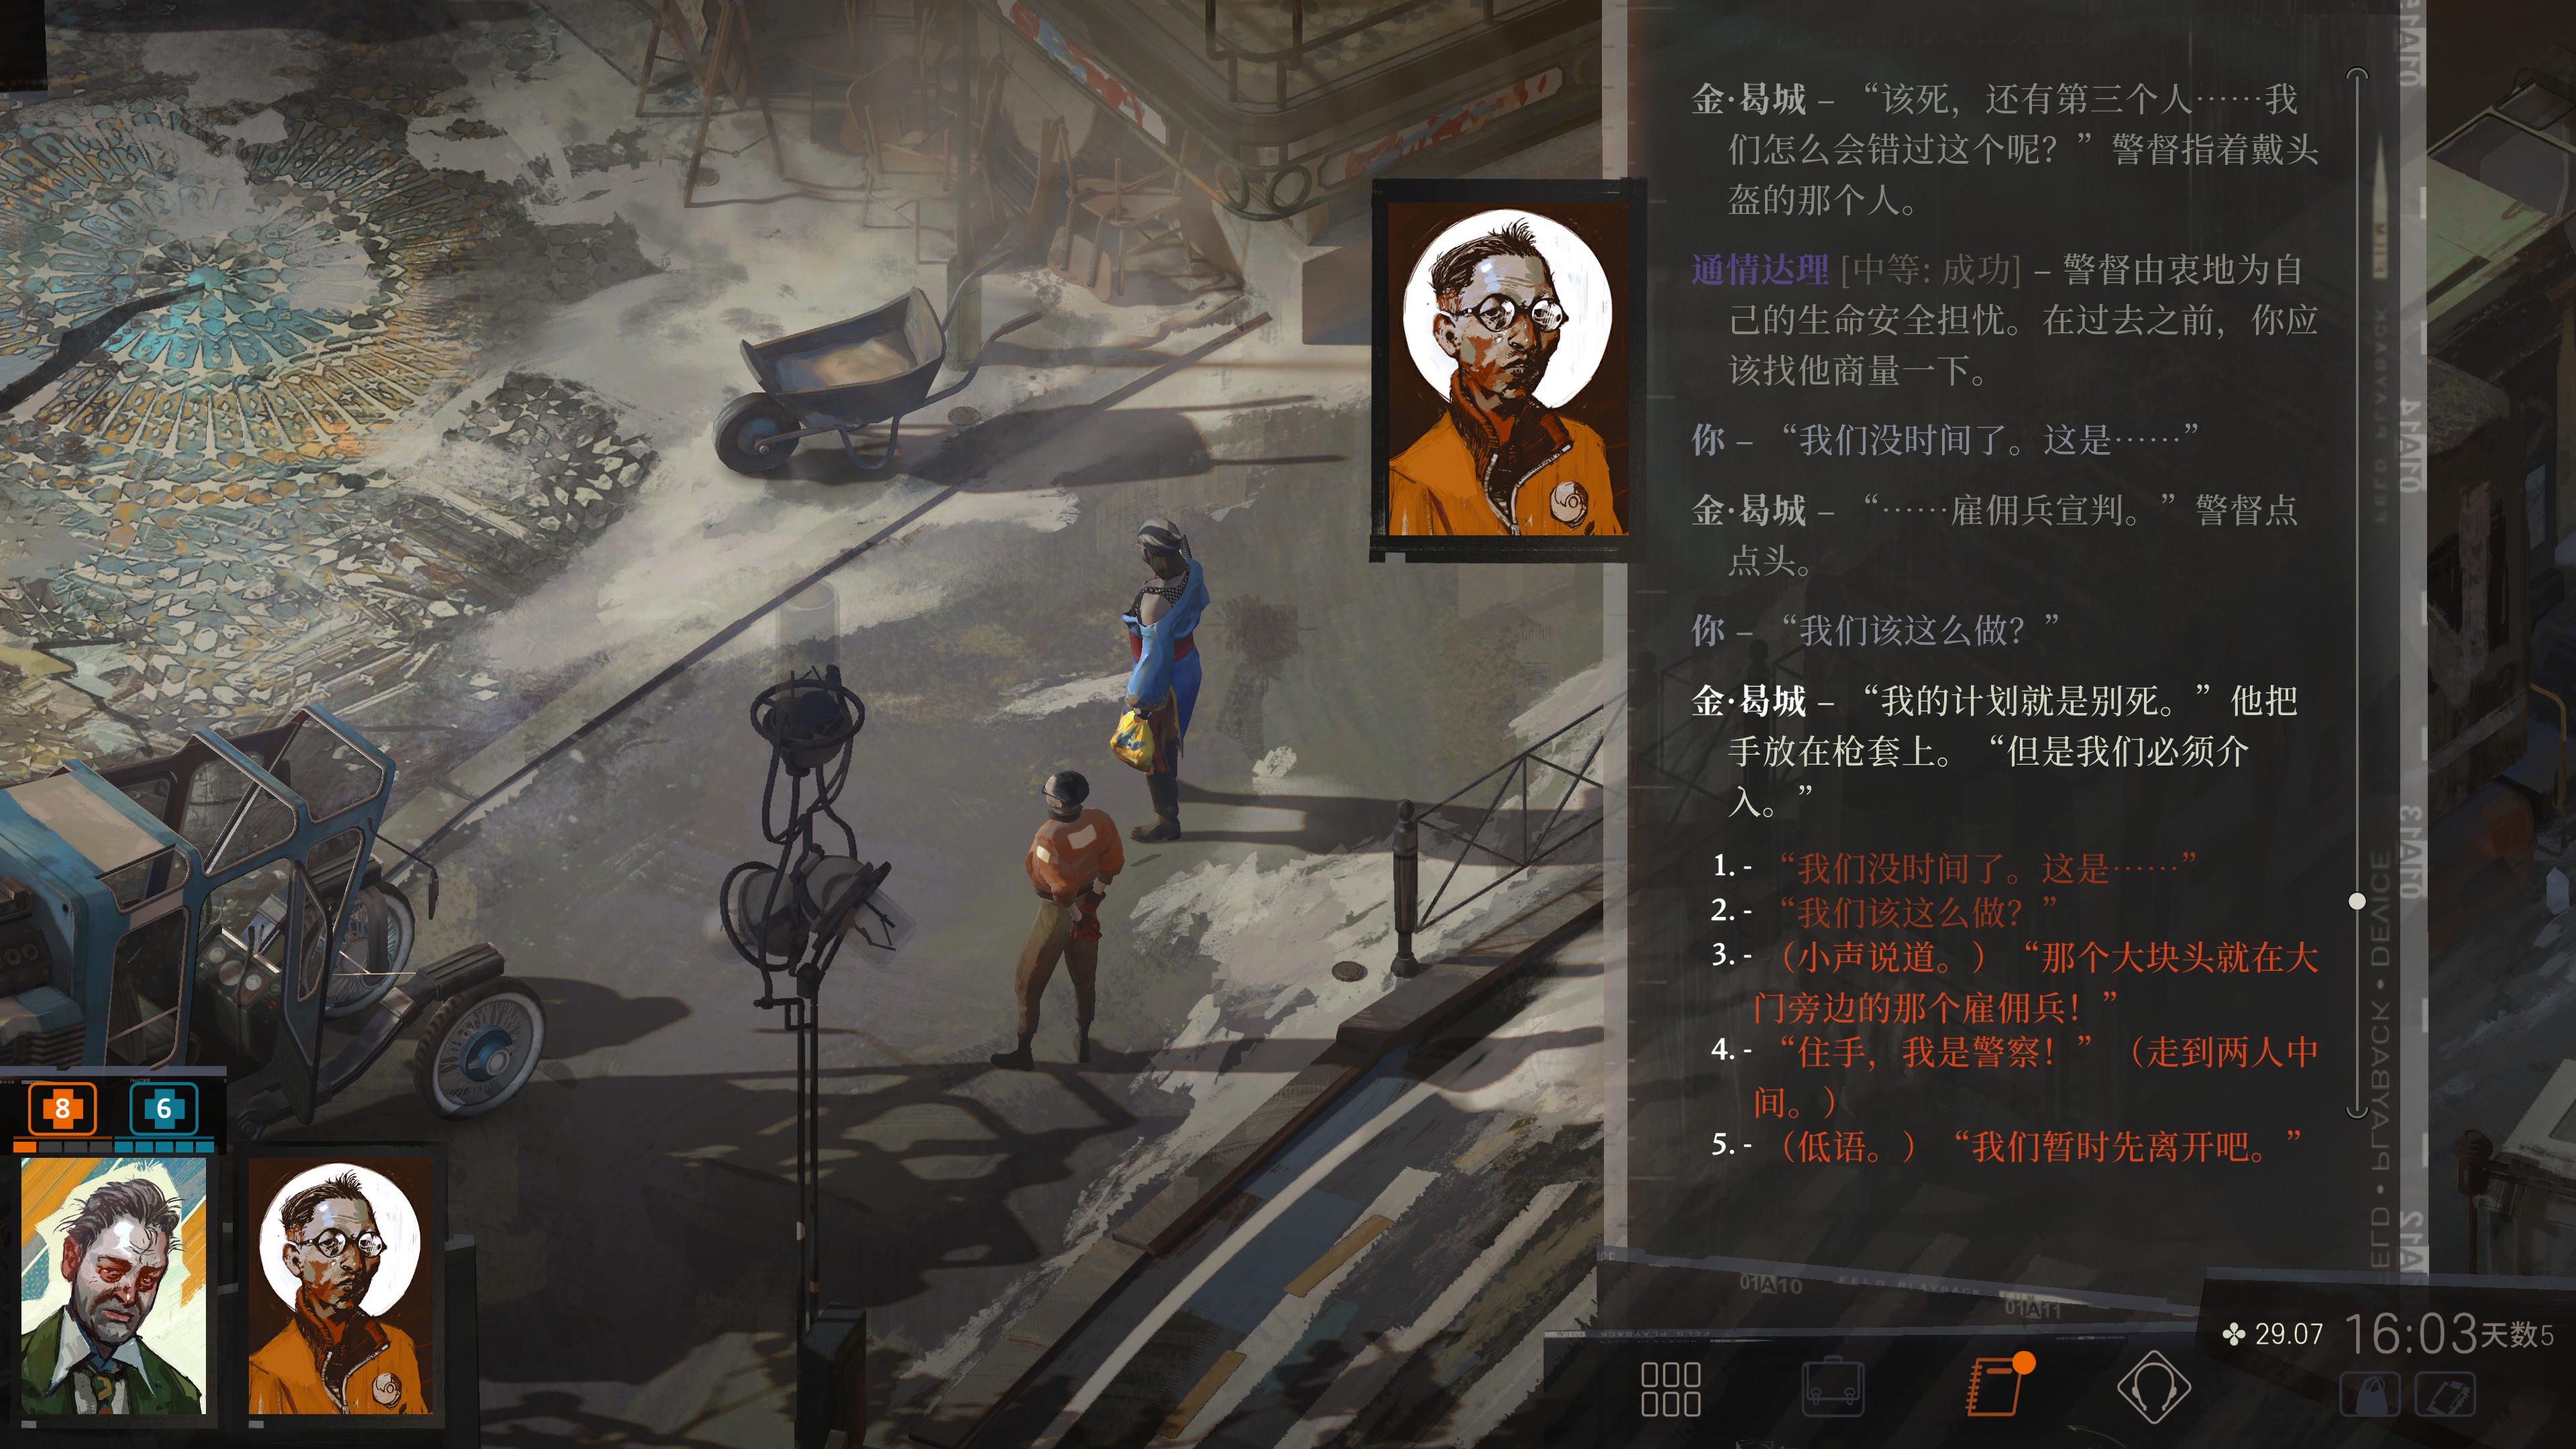 金·曷城 – “该死，还有第三个人……我
们怎么会错过这个呢？”警督指着戴头
盔的那个人。
通情达理 [中等: 成功] – 警督由衷地为自
己的生命安全担忧。在过去之前，你应
该找他商量一下。
你 – “我们没时间了。这是……”
金·曷城 – “……雇佣兵宣判。”警督点
点头。
你 – “我们该这么做？”
金·曷城 – “我的计划就是别死。”他把
手放在枪套上。“但是我们必须介
入。”
1. - “我们没时间了。这是……”
2. - “我们该这么做？”
3. - （小声说道。）“那个大块头就在大
门旁边的那个雇佣兵！”
4. - “住手，我是警察！”（走到两人中
间。）
5. - （低语。）“我们暂时先离开吧。”
PLAYBACK • DEVICE
8
6
01A10
01A11
29.07
16:03
天数5